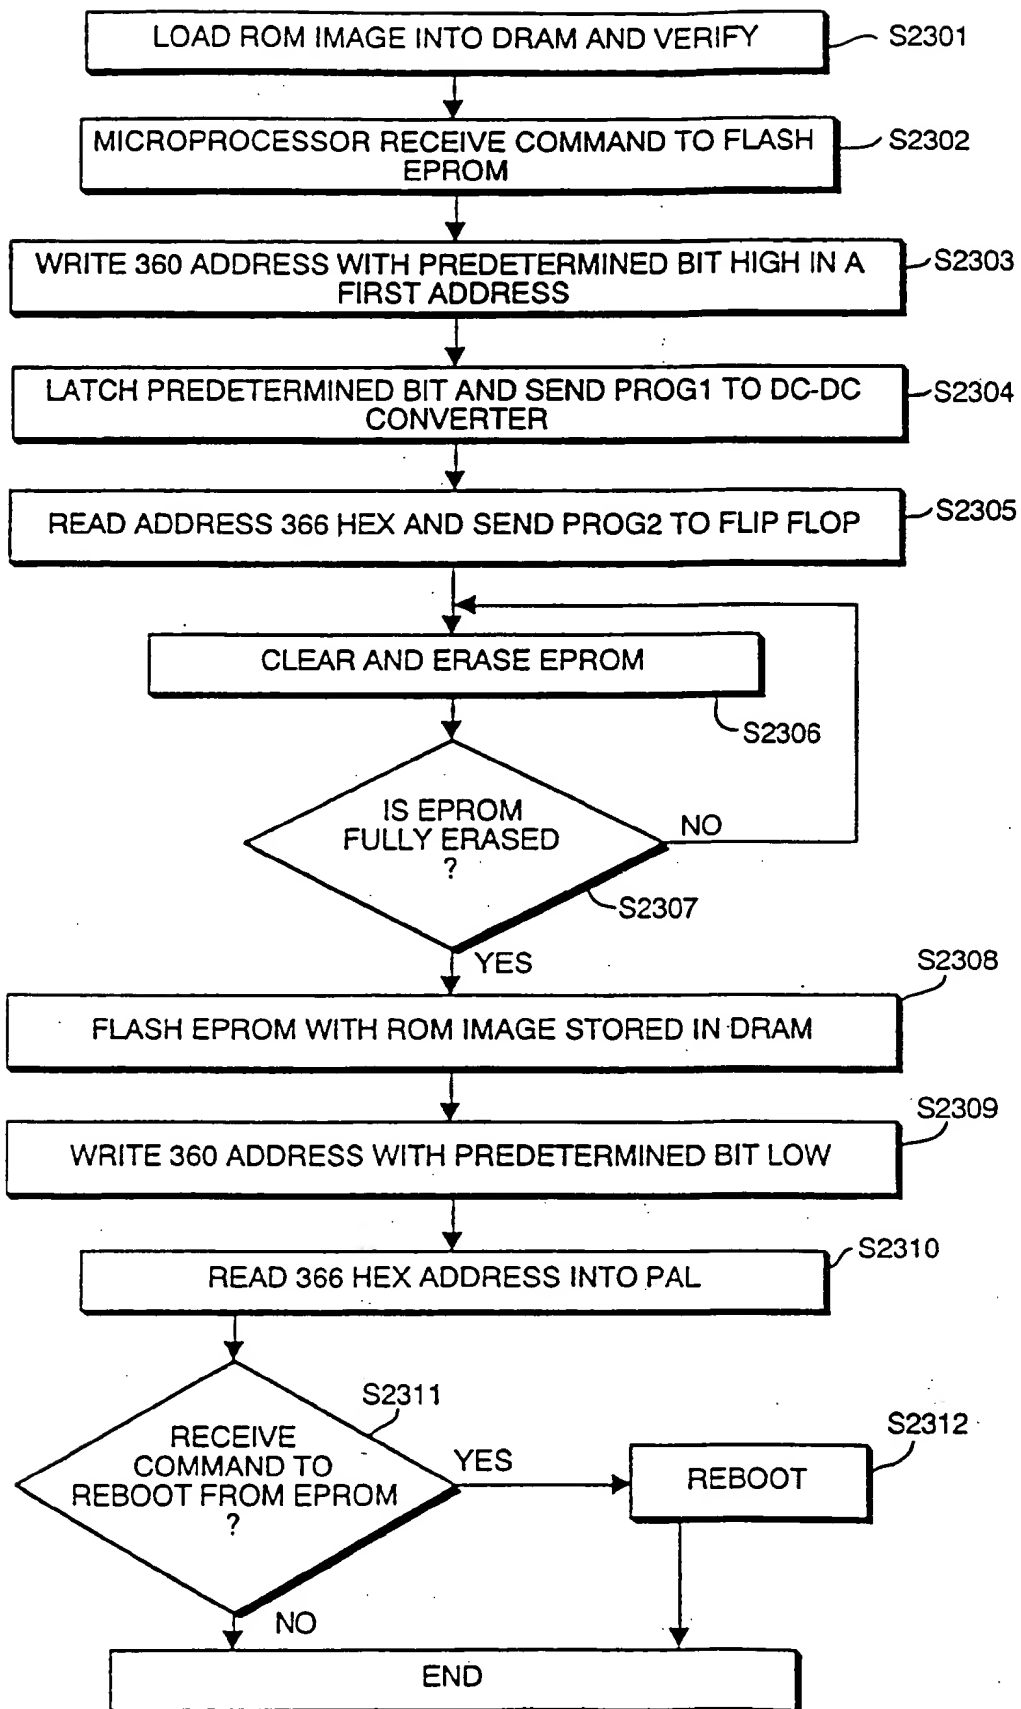 LOAD ROM IMAGE INTO DRAM AND VERIFY
S2301
MICROPROCESSOR RECEIVE COMMAND TO FLASH
EPROM
S2302
WRITE 360 ADDRESS WITH PREDETERMINED BIT HIGH IN A
FIRST ADDRESS
S2303
LATCH PREDETERMINED BIT AND SEND PROG1 TO DC-DC
CONVERTER
S2304
READ ADDRESS 366 HEX AND SEND PROG2 TO FLIP FLOP
S2305
CLEAR AND ERASE EPROM
S2306
IS EPROM
FULLY ERASED
?
NO
S2307
YES
S2308
FLASH EPROM WITH ROM IMAGE STORED IN DRAM
S2309
WRITE 360 ADDRESS WITH PREDETERMINED BIT LOW
S2310
READ 366 HEX ADDRESS INTO PAL
S2311
RECEIVE
COMMAND TO
REBOOT FROM EPROM
?
YES
S2312
REBOOT
NO
END